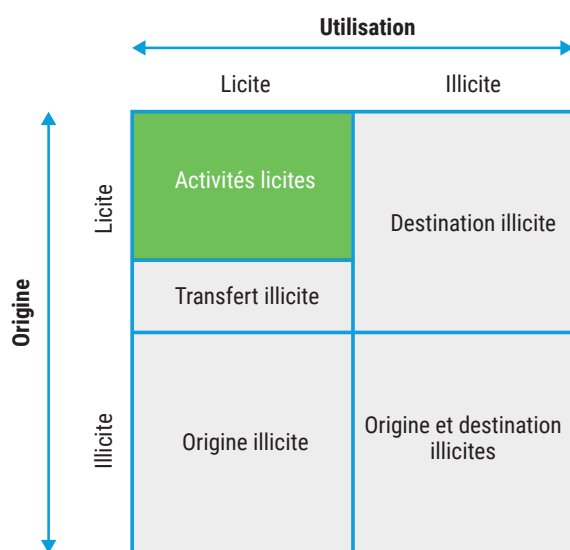 Utilisation
Licite
Illicite
Origine
Licite
Activités licites
Destination illicite
Transfert illicite
Illicite
Origine illicite
Origine et destination
illicites